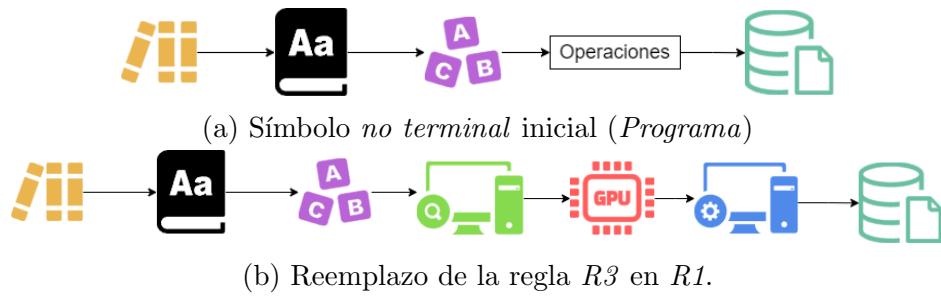 Aa
A
C B
Operaciones
(a) Símbolo no terminal inicial (Programa)
Aa
A
C B
GPU
(b) Reemplazo de la regla R3 en R1.